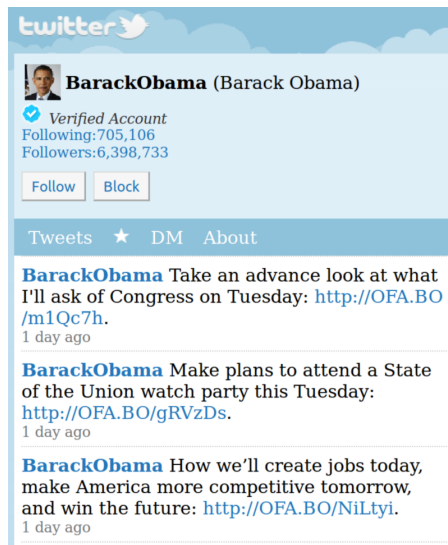 twitter
BarackObama (Barack Obama)
Verified Account
Following:705,106
Followers:6,398,733
Follow Block
Tweets ★ DM About
BarackObama Take an advance look at what
I'll ask of Congress on Tuesday: http://OFA.BO
/m1Qc7h.
1 day ago
BarackObama Make plans to attend a State
of the Union watch party this Tuesday:
http://OFA.BO/gRVzDs.
1 day ago
BarackObama How we’ll create jobs today,
make America more competitive tomorrow,
and win the future: http://OFA.BO/NiLtyi.
1 day ago